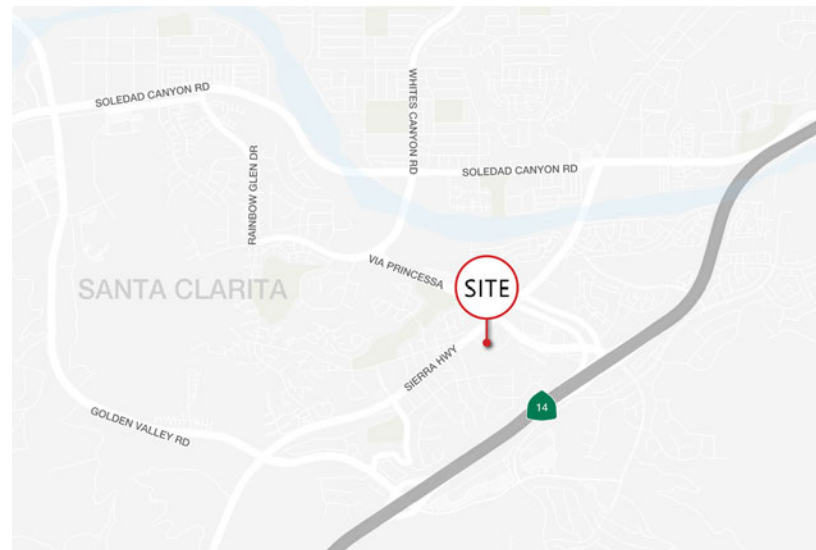 SOLEDAD CANYON RD
WHITES CANYON RD
RAINBOW GLEN DR
SOLEDAD CANYON RD
VIA PRINCESSA
SITE
SANTA CLARITA
SIERRA HWY
14
GOLDEN VALLEY RD